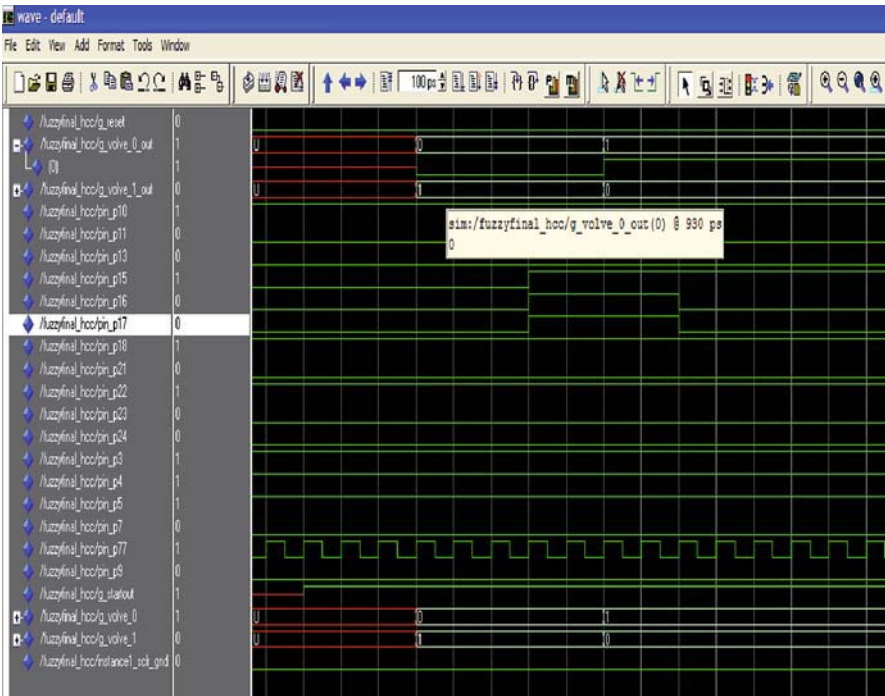 wave - default
File Edit View Add Format Tools Window
100 ps
/fuzzyfinal_hcc/g_reset 0
/fuzzyfinal_hcc/g_volve_0_out 1 U 0 1
(0) 1
/fuzzyfinal_hcc/g_volve_1_out 0 U 1 0
/fuzzyfinal_hcc/pin_p10 1
/fuzzyfinal_hcc/pin_p11 0
sim:/fuzzyfinal_hcc/g_volve_0_out(0) @ 930 ps
0
/fuzzyfinal_hcc/pin_p13 0
/fuzzyfinal_hcc/pin_p15 1
/fuzzyfinal_hcc/pin_p16 0
/fuzzyfinal_hcc/pin_p17 0
/fuzzyfinal_hcc/pin_p18 1
/fuzzyfinal_hcc/pin_p21 0
/fuzzyfinal_hcc/pin_p22 1
/fuzzyfinal_hcc/pin_p23 0
/fuzzyfinal_hcc/pin_p24 0
/fuzzyfinal_hcc/pin_p3 1
/fuzzyfinal_hcc/pin_p4 1
/fuzzyfinal_hcc/pin_p5 1
/fuzzyfinal_hcc/pin_p7 0
/fuzzyfinal_hcc/pin_p77 1
/fuzzyfinal_hcc/pin_p9 0
/fuzzyfinal_hcc/g_startout 1
/fuzzyfinal_hcc/g_volve_0 1 U 0 1
/fuzzyfinal_hcc/g_volve_1 0 U 1 0
/fuzzyfinal_hcc/instance1_sclr_gnd 0